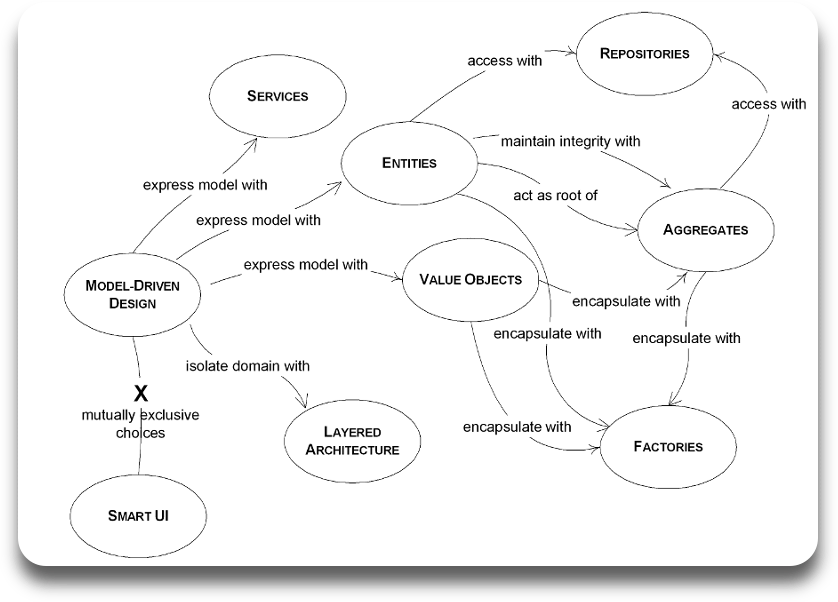 REPOSITORIES
access with
SERVICES
access with
maintain integrity with
ENTITIES
express model with
act as root of
express model with
AGGREGATES
express model with
VALUE OBJECTS
MODEL-DRIVEN
DESIGN
encapsulate with
encapsulate with
encapsulate with
isolate domain with
X
mutually exclusive
choices
encapsulate with
LAYERED
ARCHITECTURE
FACTORIES
SMART UI